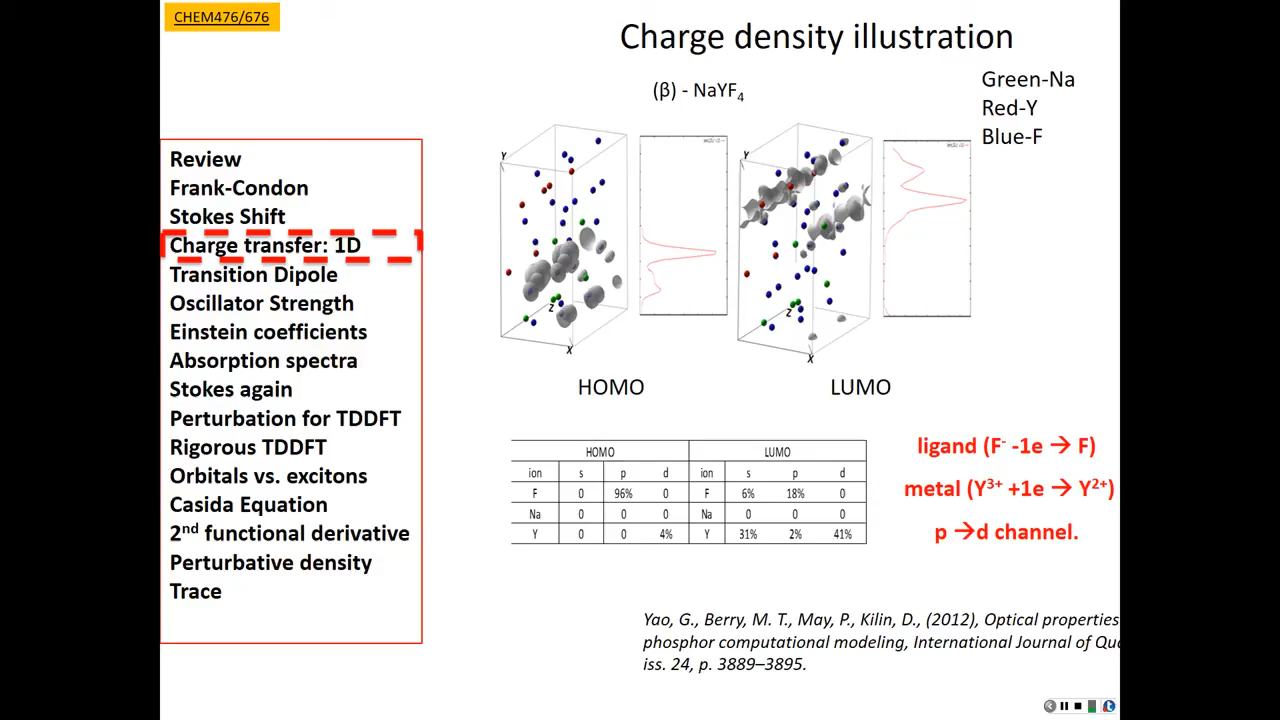 CHEM476/676
Charge density illustration
(β) - NaYF4
Green-Na
Red-Y
Blue-F
Review
Frank-Condon
Stokes Shift
Charge transfer: 1D
Transition Dipole
Oscillator Strength
Einstein coefficients
Absorption spectra
Stokes again
Perturbation for TDDFT
Rigorous TDDFT
Orbitals vs. excitons
Casida Equation
2nd functional derivative
Perturbative density
Trace
Y
Z
X
Y
Z
X
HOMO LUMO
HOMO LUMO
ion s p d ion s p d
F 0 96% 0 F 6% 18% 0
Na 0 0 0 Na 0 0 0
Y 0 0 4% Y 31% 2% 41%
ligand (F- -1e → F)
metal (Y3+ +1e → Y2+)
p → d channel.
Yao, G., Berry, M. T., May, P., Kilin, D., (2012), Optical properties
phosphor computational modeling, International Journal of Qu
iss. 24, p. 3889–3895.